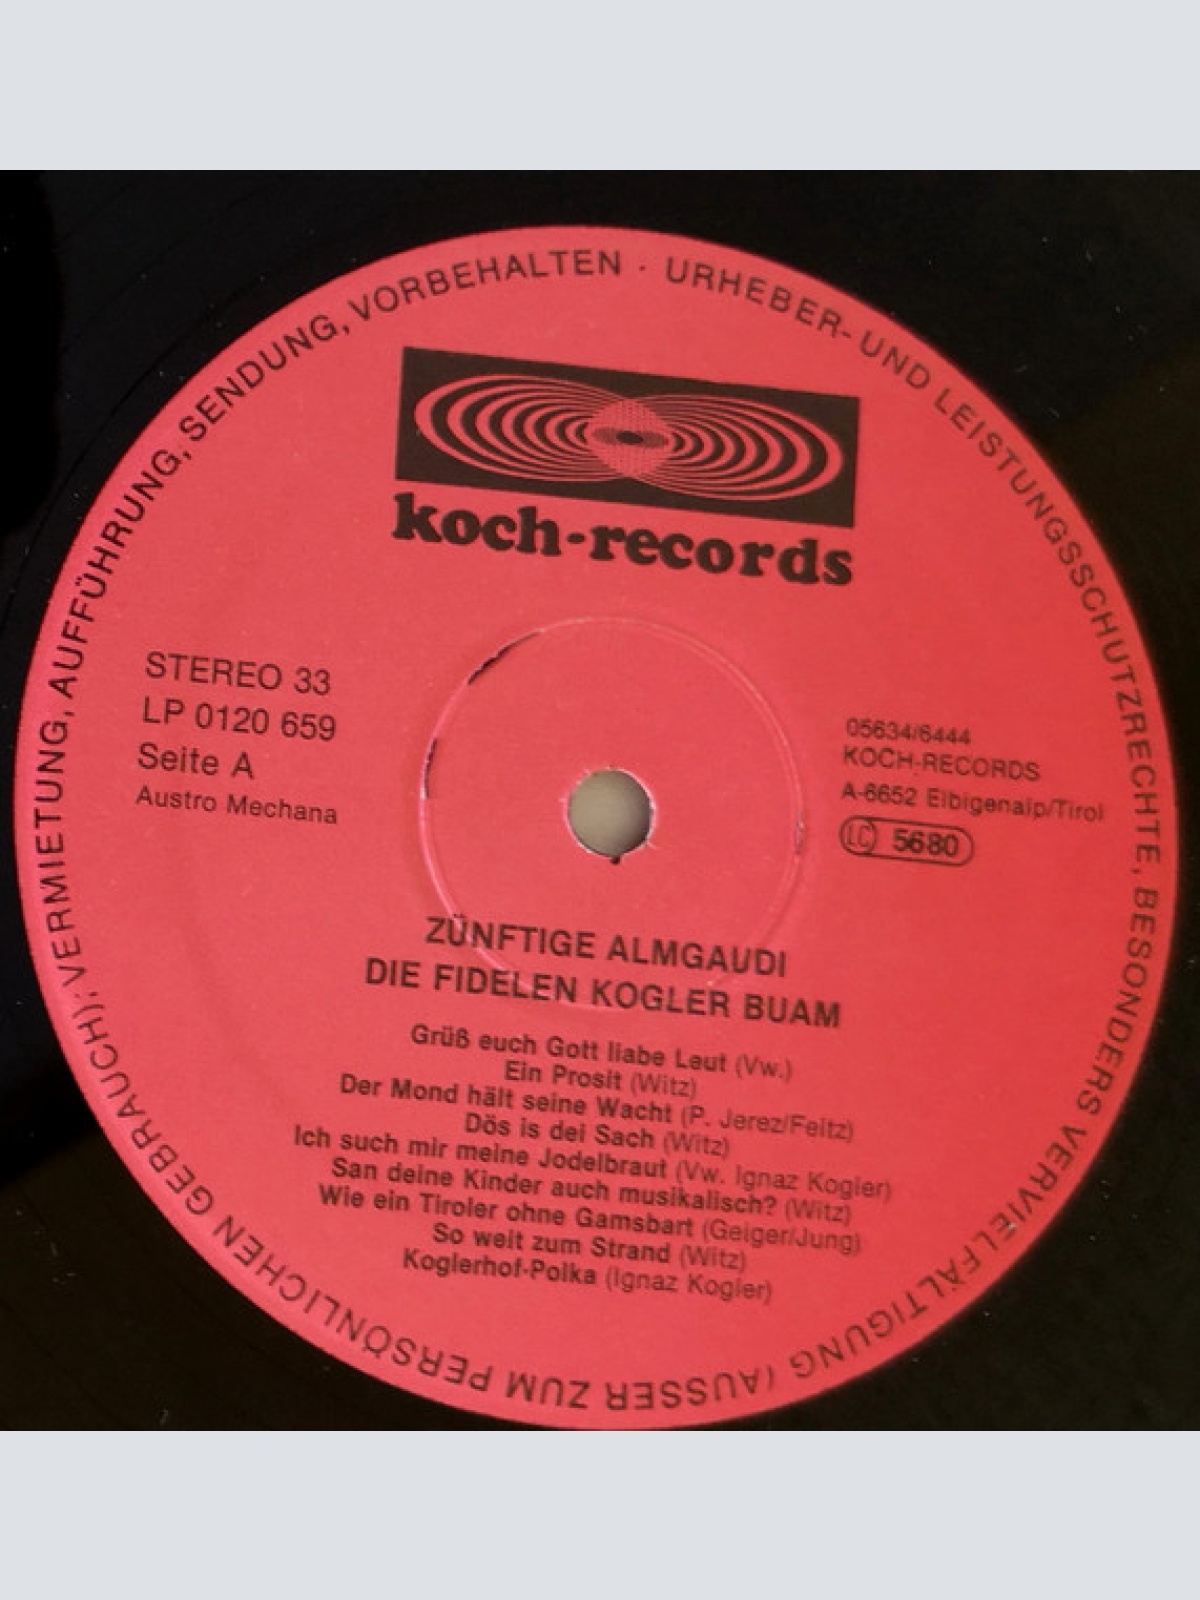 URHEBER- UND LEISTUNGSSCHUTZRECHTE, BESONDERS VERVIELFÄLTIGUNG (AUSSER ZUM PERSÖNLICHEN GEBRAUCH); VERMIETUNG, AUFFÜHRUNG, SENDUNG, VORBEHALTEN ·
koch-records
STEREO 33
LP 0120 659
Seite A
Austro Mechana
05634/6444
KOCH-RECORDS
A-6652 Elbigenalp/Tirol
LC 5680
ZÜNFTIGE ALMGAUDI
DIE FIDELEN KOGLER BUAM
Grüß euch Gott liabe Leut (Vw.)
Ein Prosit (Witz)
Der Mond hält seine Wacht (P. Jerez/Feltz)
Dös is dei Sach (Witz)
Ich such mir meine Jodelbraut (Vw. Ignaz Kogler)
San deine Kinder auch musikalisch? (Witz)
Wie ein Tiroler ohne Gamsbart (Geiger/Jung)
So weit zum Strand (Witz)
Koglerhof-Polka (Ignaz Kogler)